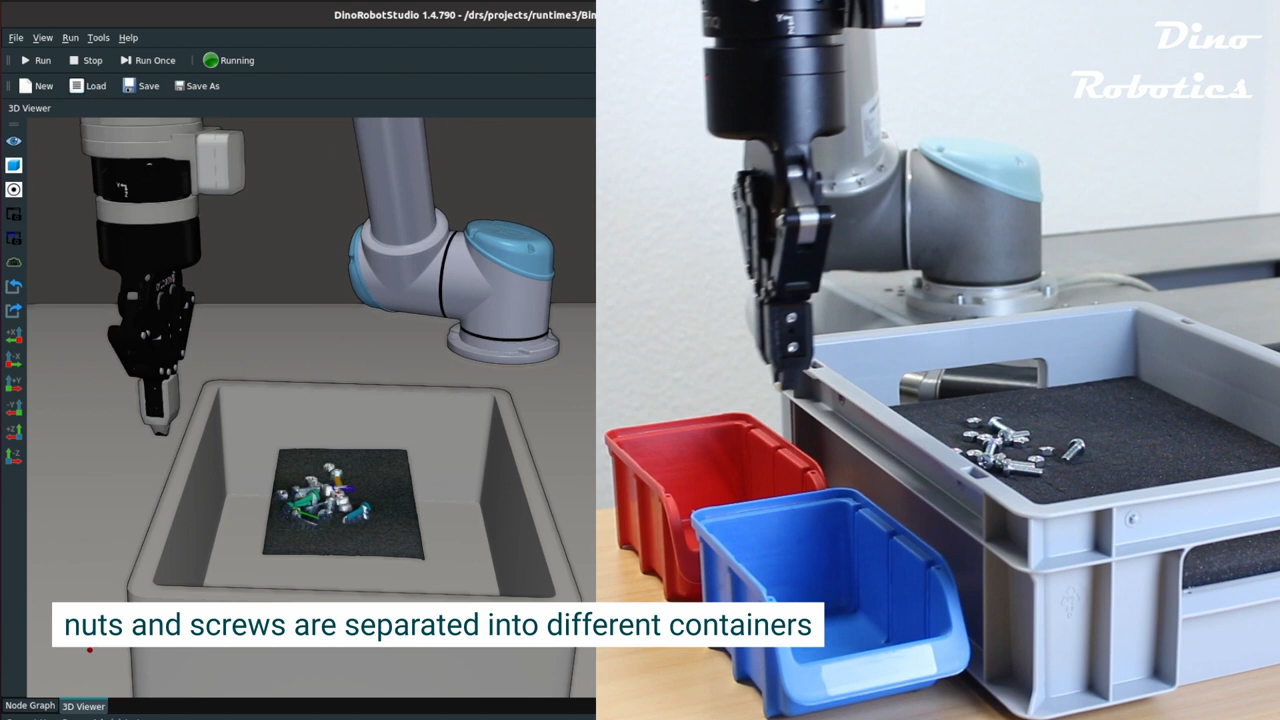 DinoRobotStudio 1.4.790 - /drs/projects/runtime3/Bin
File View Run Tools Help
Run Stop Run Once Running
New Load Save Save As
3D Viewer
+X
-X
+Y
-Y
+Z
-Z
Dino
Robotics
nuts and screws are separated into different containers
Node Graph 3D Viewer